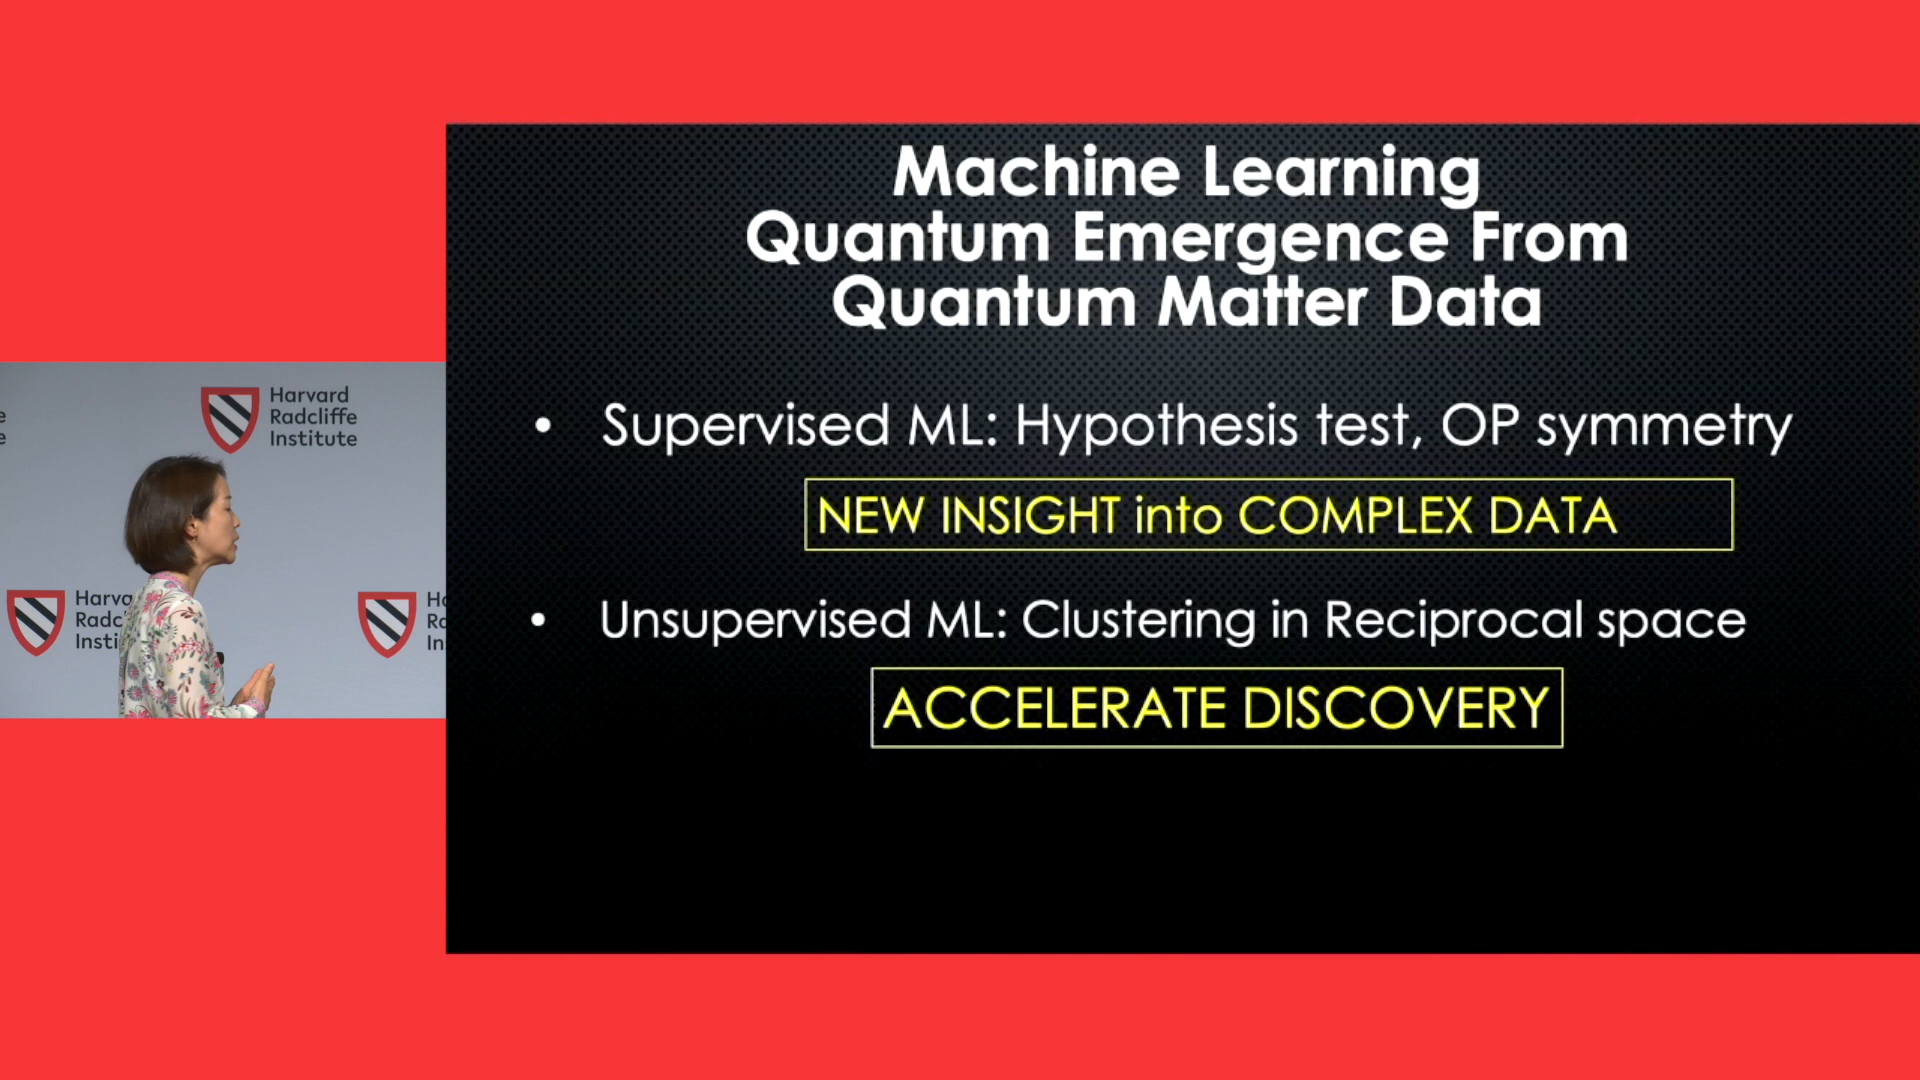 Machine Learning
Quantum Emergence From
Quantum Matter Data
• Supervised ML: Hypothesis test, OP symmetry
NEW INSIGHT into COMPLEX DATA
• Unsupervised ML: Clustering in Reciprocal space
ACCELERATE DISCOVERY
Harvard
Radcliffe
Institute